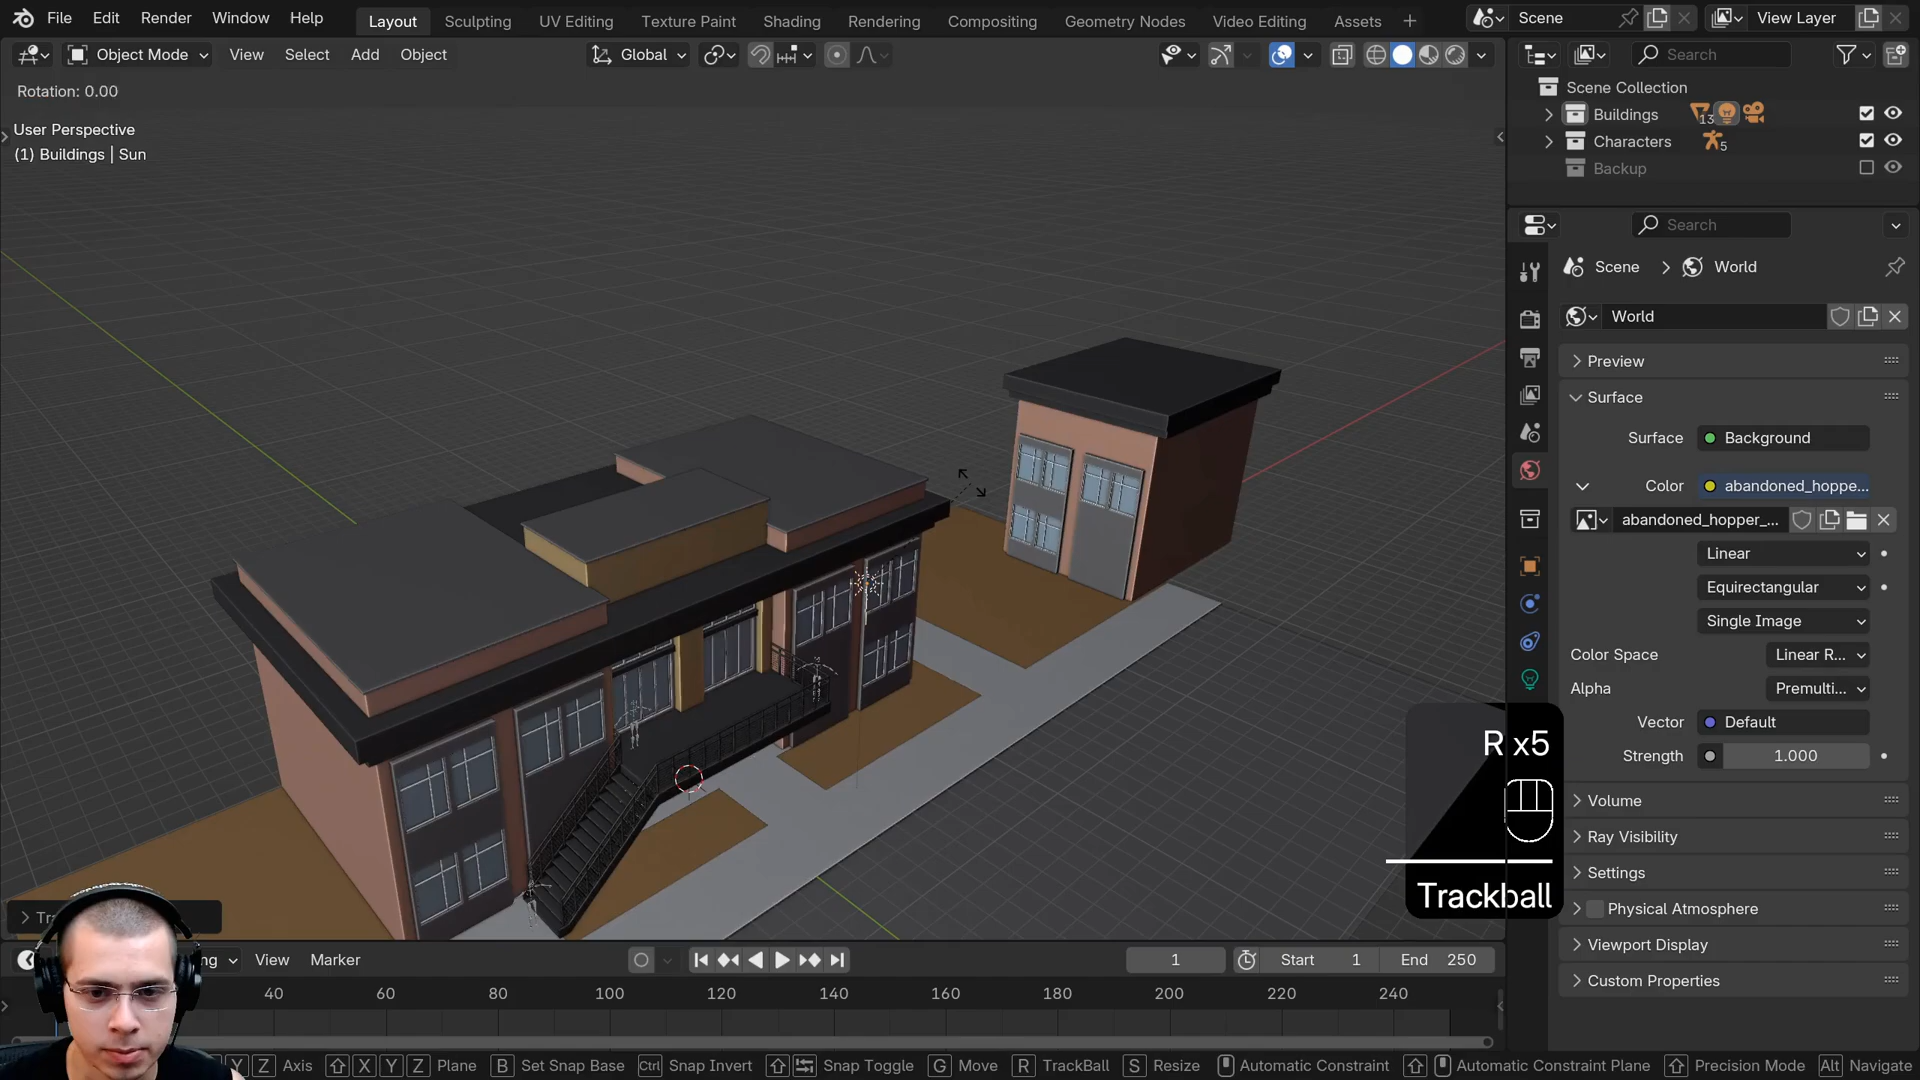 File Edit Render Window Help Layout Sculpting UV Editing Texture Paint Shading Rendering Compositing Geometry Nodes Video Editing Assets + Scene View Layer
Object Mode View Select Add Object Global Search
Rotation: 0.00
User Perspective
(1) Buildings | Sun
Scene Collection
Buildings 13
Characters 5
Backup
Search
Scene > World
World
Preview
Surface
Surface Background
Color abandoned_hoppe...
abandoned_hopper_...
Linear
Equirectangular
Single Image
Color Space Linear R...
Alpha Premulti...
Vector Default
Strength 1.000
Volume
Ray Visibility
Settings
Physical Atmosphere
Viewport Display
Custom Properties
R x5
Trackball
View Marker 1 Start 1 End 250
40 60 80 100 120 140 160 180 200 220 240
Y Z Axis X Y Z Plane B Set Snap Base Ctrl Snap Invert Snap Toggle G Move R TrackBall S Resize Automatic Constraint Automatic Constraint Plane Precision Mode Alt Navigate